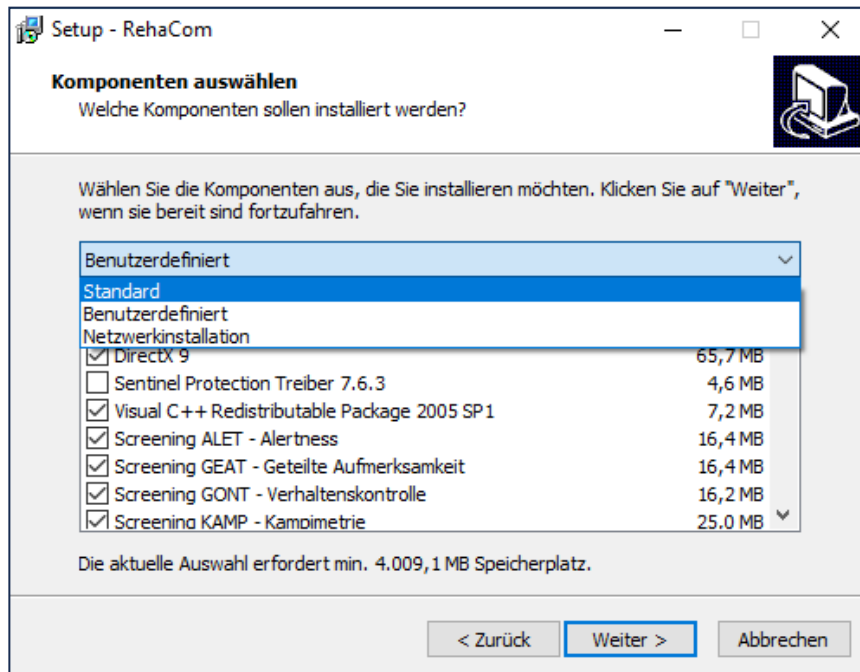 Setup - RehaCom
Komponenten auswählen
Welche Komponenten sollen installiert werden?
Wählen Sie die Komponenten aus, die Sie installieren möchten. Klicken Sie auf "Weiter",
wenn sie bereit sind fortzufahren.
Benutzerdefiniert
Standard
Benutzerdefiniert
Netzwerkinstallation
DirectX 9 65,7 MB
Sentinel Protection Treiber 7.6.3 4,6 MB
Visual C++ Redistributable Package 2005 SP1 7,2 MB
Screening ALET - Alertness 16,4 MB
Screening GEAT - Geteilte Aufmerksamkeit 16,4 MB
Screening GONT - Verhaltenskontrolle 16,2 MB
Screening KAMP - Kampimetrie 25,0 MB
Die aktuelle Auswahl erfordert min. 4.009,1 MB Speicherplatz.
< Zurück Weiter > Abbrechen